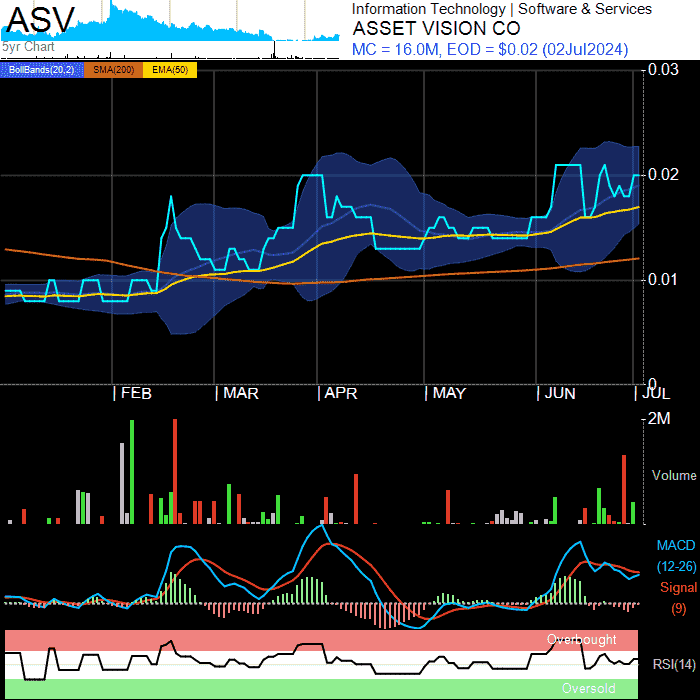 ASV
5yr Chart
Information Technology | Software & Services
ASSET VISION CO
MC = 16.0M, EOD = $0.02 (02Jul2024)
BollBands(20,2) SMA(200) EMA(50)
0.03
0.02
0.01
0
FEB MAR APR MAY JUN JUL
2M
Volume
MACD
(12-26)
Signal
(9)
Overbought
RSI(14)
Oversold